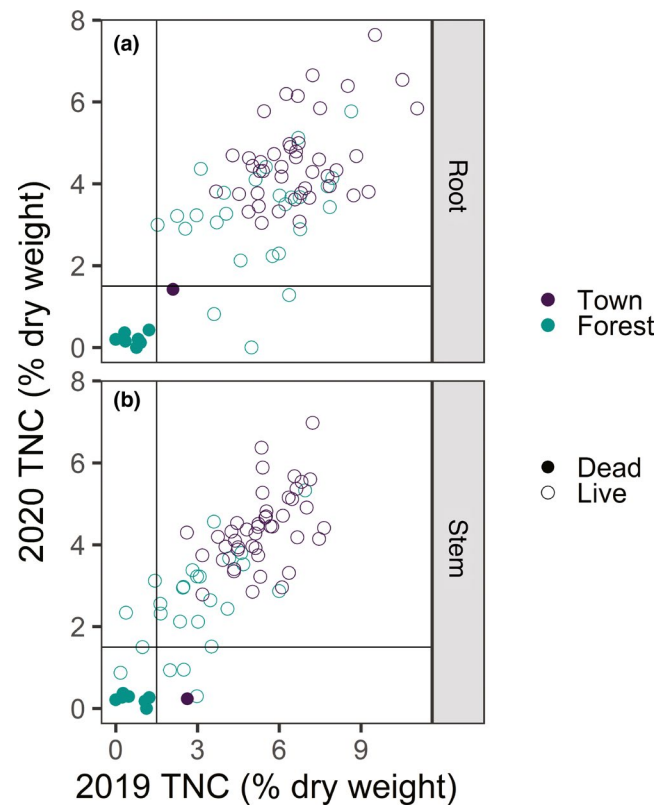 (a)
8
6
4
2
0
Root
(b)
8
6
4
2
0
Stem
0 3 6 9
2020 TNC (% dry weight)
2019 TNC (% dry weight)
Town
Forest
Dead
Live